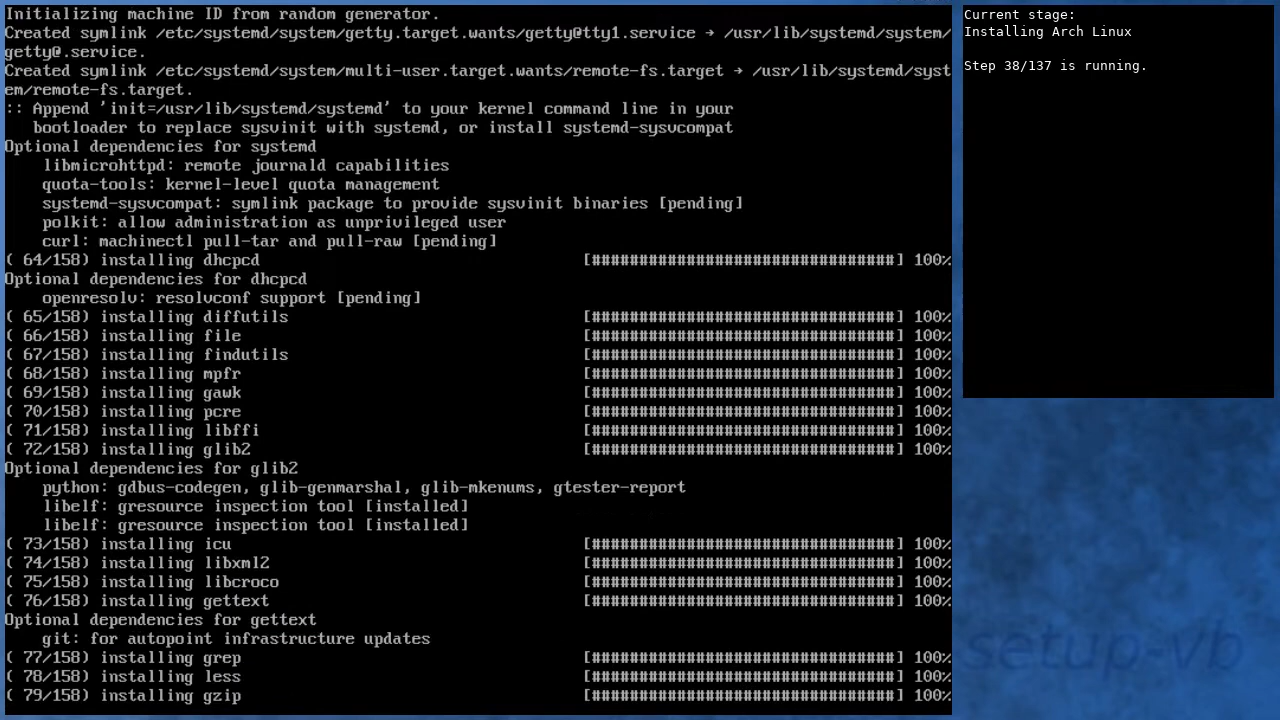 Initializing machine ID from random generator.
Created symlink /etc/systemd/system/getty.target.wants/getty@tty1.service → /usr/lib/systemd/system/
getty@.service.
Created symlink /etc/systemd/system/multi-user.target.wants/remote-fs.target → /usr/lib/systemd/syst
em/remote-fs.target.
:: Append 'init=/usr/lib/systemd/systemd' to your kernel command line in your
   bootloader to replace sysvinit with systemd, or install systemd-sysvcompat
Optional dependencies for systemd
    libmicrohttpd: remote journald capabilities
    quota-tools: kernel-level quota management
    systemd-sysvcompat: symlink package to provide sysvinit binaries [pending]
    polkit: allow administration as unprivileged user
    curl: machinectl pull-tar and pull-raw [pending]
( 64/158) installing dhcpcd [################################] 100%
Optional dependencies for dhcpcd
    openresolv: resolvconf support [pending]
( 65/158) installing diffutils [################################] 100%
( 66/158) installing file [################################] 100%
( 67/158) installing findutils [################################] 100%
( 68/158) installing mpfr [################################] 100%
( 69/158) installing gawk [################################] 100%
( 70/158) installing pcre [################################] 100%
( 71/158) installing libffi [################################] 100%
( 72/158) installing glib2 [################################] 100%
Optional dependencies for glib2
    python: gdbus-codegen, glib-genmarshal, glib-mkenums, gtester-report
    libelf: gresource inspection tool [installed]
    libelf: gresource inspection tool [installed]
( 73/158) installing icu [################################] 100%
( 74/158) installing libxml2 [################################] 100%
( 75/158) installing libcroco [################################] 100%
( 76/158) installing gettext [################################] 100%
Optional dependencies for gettext
    git: for autopoint infrastructure updates
( 77/158) installing grep [################################] 100%
( 78/158) installing less [################################] 100%
( 79/158) installing gzip [################################] 100%
Current stage:
Installing Arch Linux
Step 38/137 is running.
setup-vb